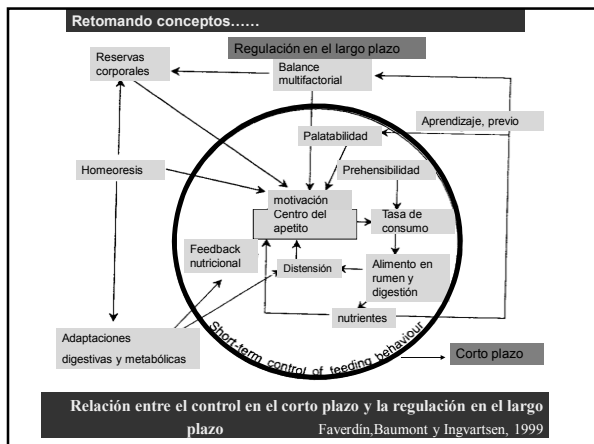 Retomando conceptos……
Regulación en el largo plazo
Reservas
corporales
Balance
multifactorial
Aprendizaje, previo
Palatabilidad
Prehensibilidad
Homeoresis
motivación
Centro del
apetito
Tasa de
consumo
Feedback
nutricional
Distensión
Alimento en
rumen y
digestión
nutrientes
Adaptaciones
digestivas y metabólicas
Short-term control of feeding behaviour
Corto plazo
Relación entre el control en el corto plazo y la regulación en el largo
plazo Faverdín,Baumont y Ingvartsen, 1999